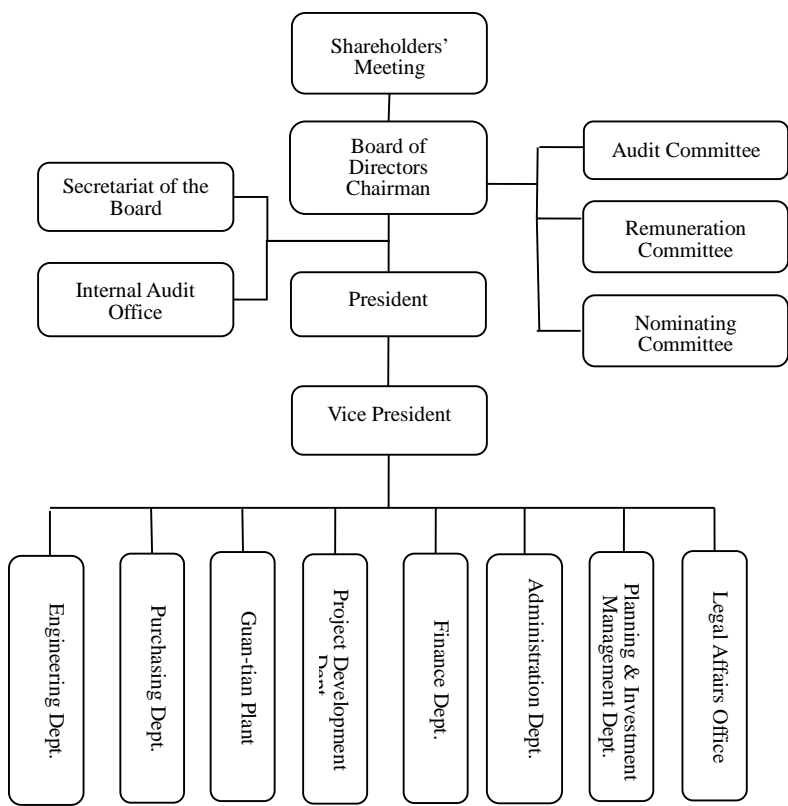 Shareholders’
Meeting
Board of
Directors
Chairman
Audit Committee
Secretariat of the
Board
Remuneration
Committee
Internal Audit
Office
President
Nominating
Committee
Vice President
Engineering Dept.
Purchasing Dept.
Guan-tian Plant
Project Development
Dept.
Finance Dept.
Administration Dept.
Planning & Investment
Management Dept.
Legal Affairs Office